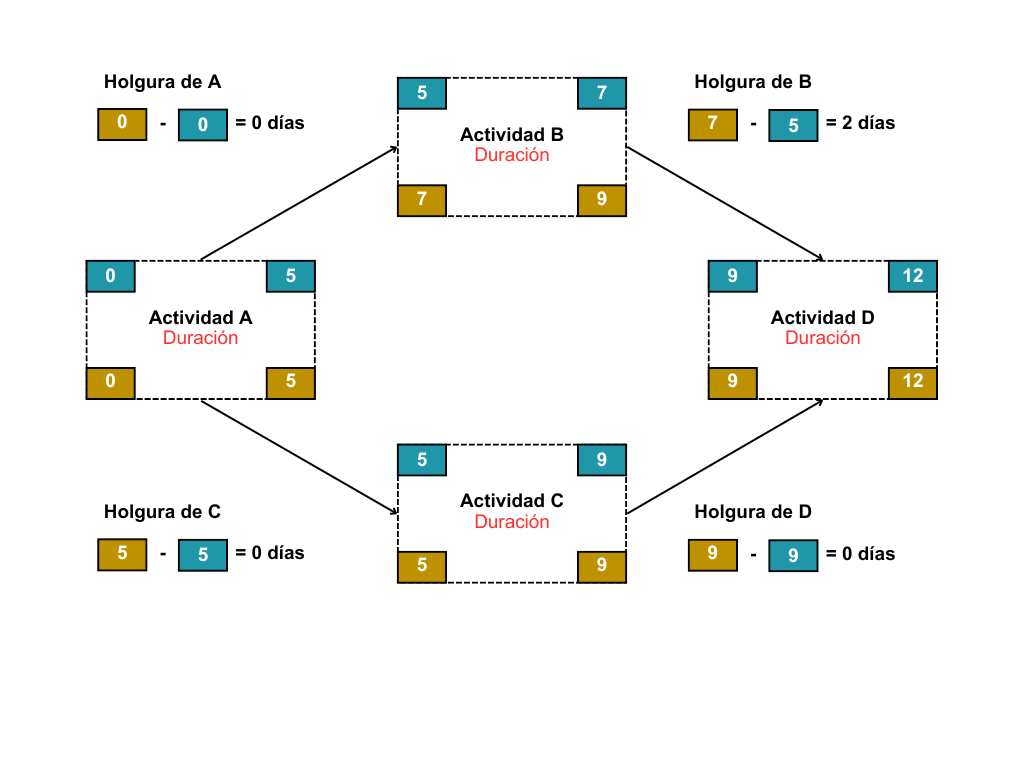 Holgura de A
0 - 0 = 0 días
5 7
Actividad B
Duración
7 9
Holgura de B
7 - 5 = 2 días
0 5
Actividad A
Duración
0 5
9 12
Actividad D
Duración
9 12
5 9
Actividad C
Duración
5 9
Holgura de C
5 - 5 = 0 días
Holgura de D
9 - 9 = 0 días